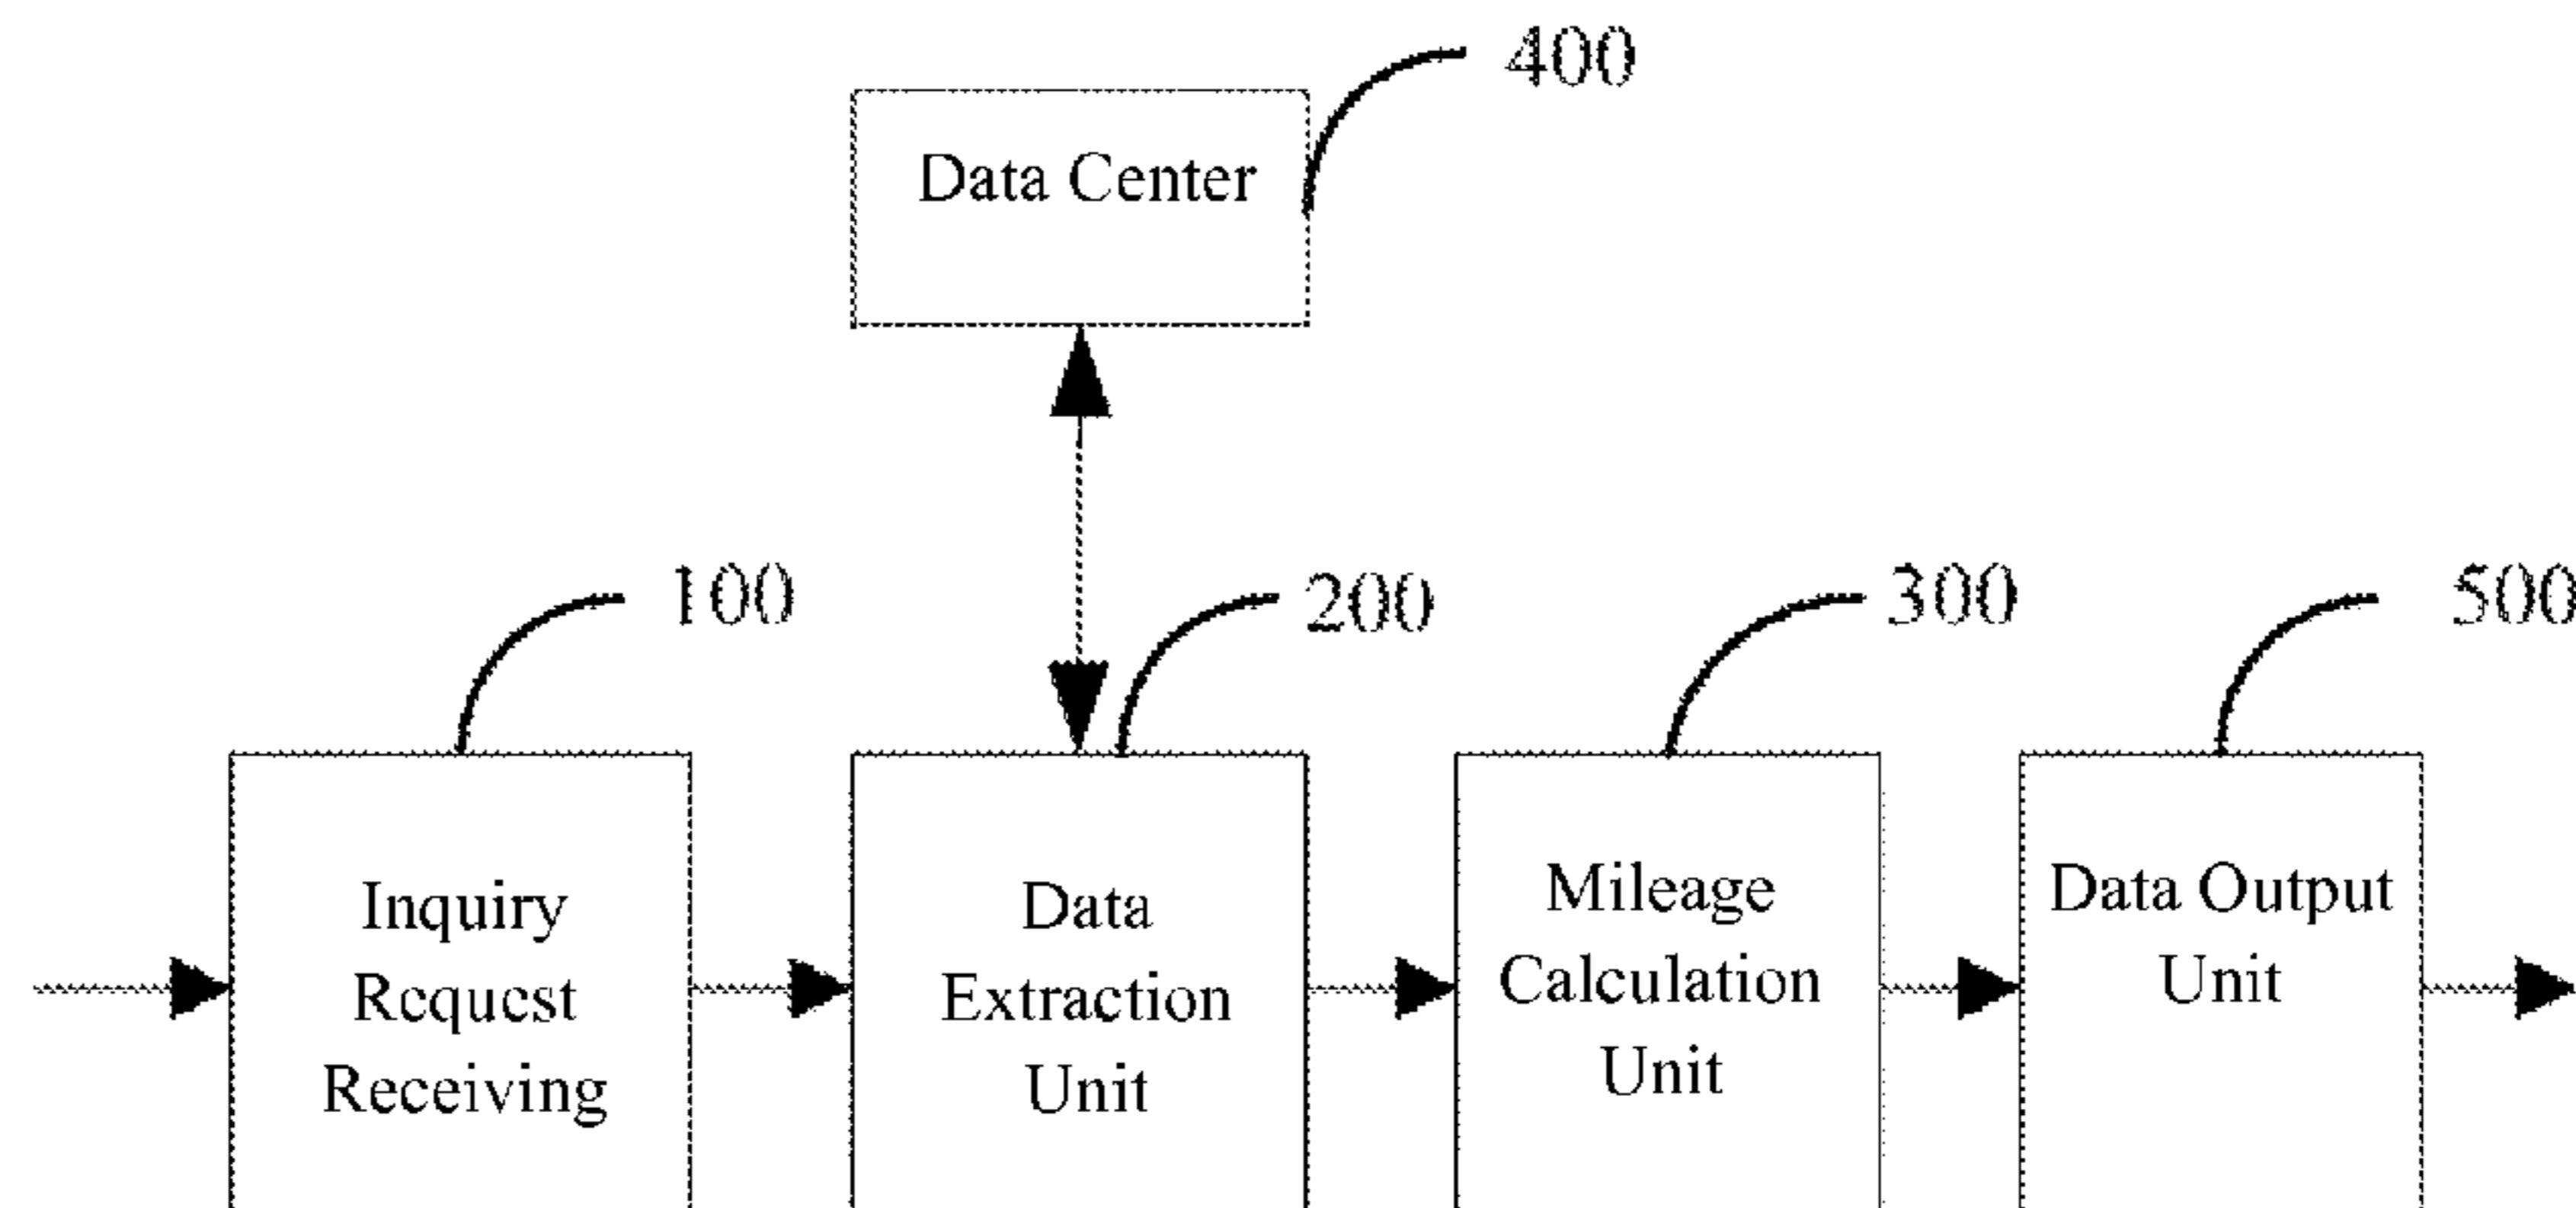 400
Data Center
100
200
300
500
Inquiry
Request
Receiving
Data
Extraction
Unit
Mileage
Calculation
Unit
Data Output
Unit